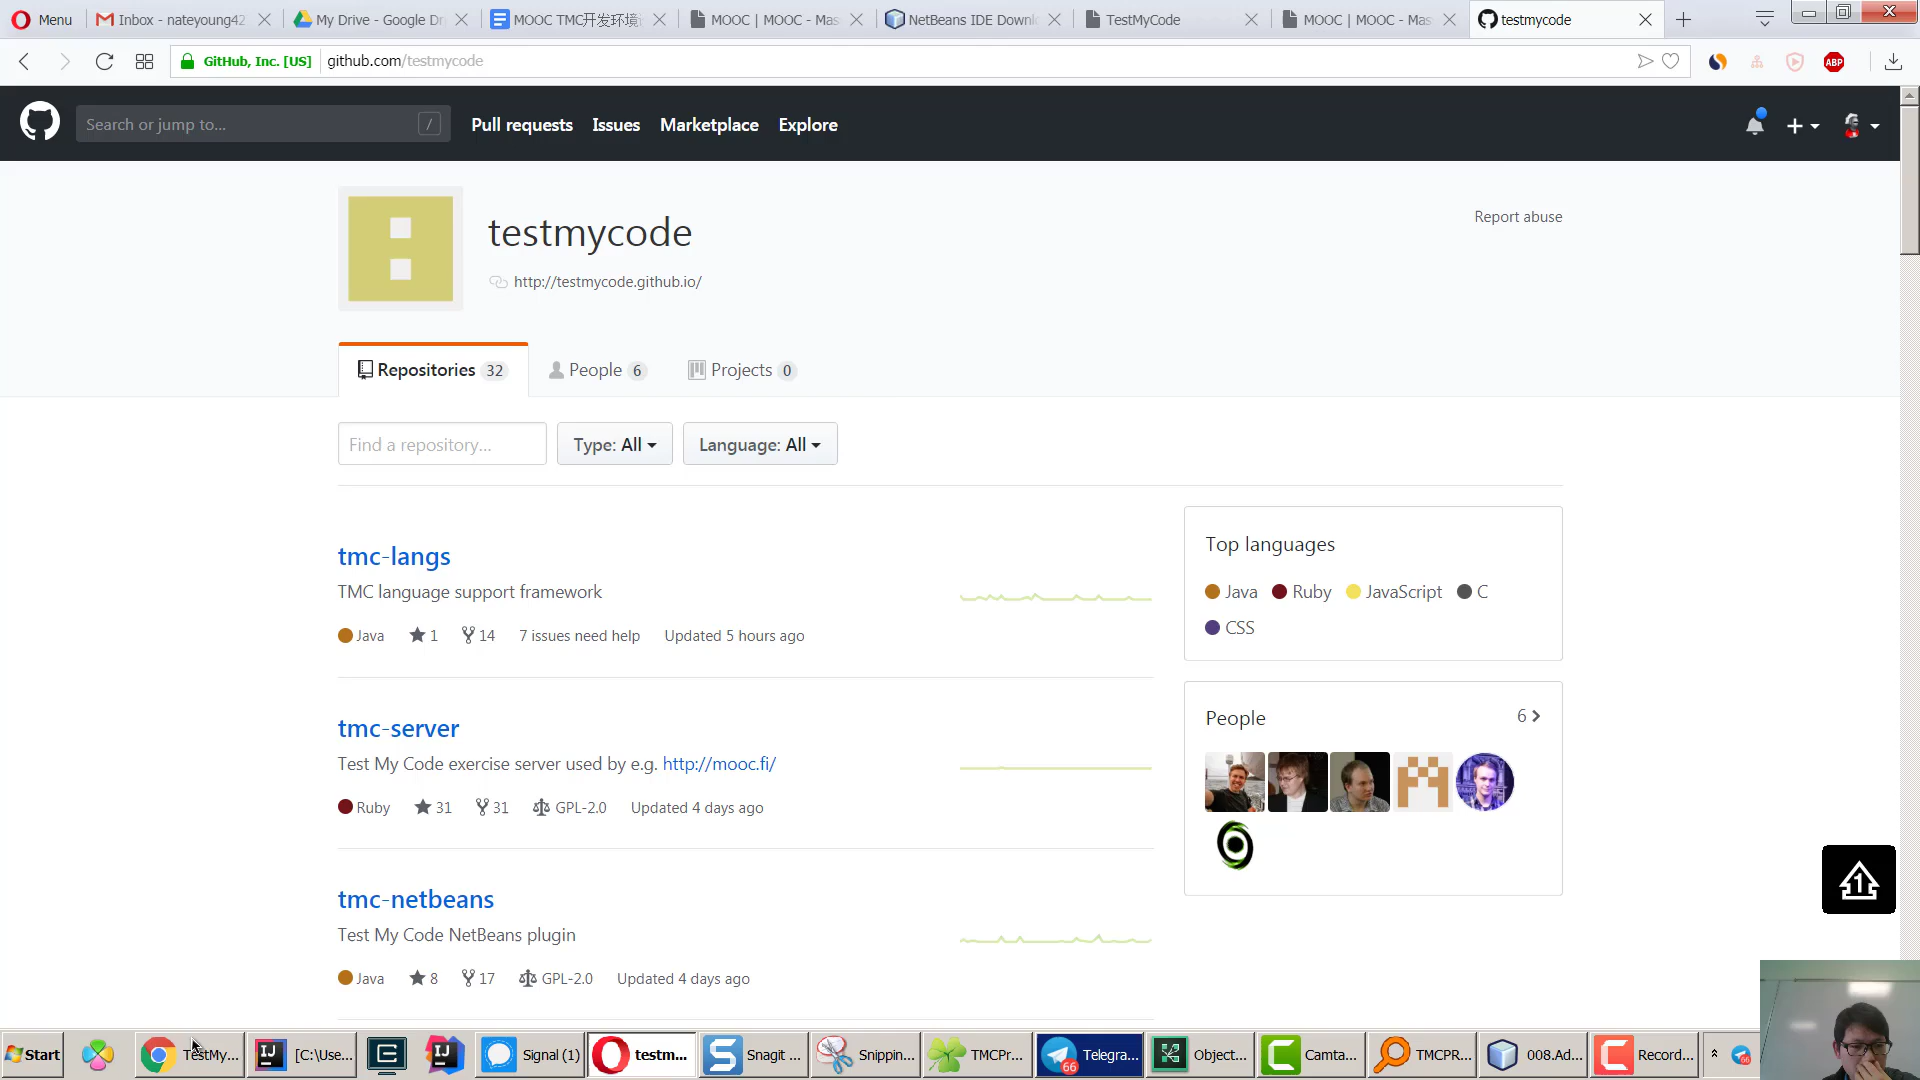 Menu
Inbox - nateyoung42
My Drive - Google Dri
MOOC TMC开发环境
MOOC | MOOC - Mas
NetBeans IDE Downl
TestMyCode
MOOC | MOOC - Mas
testmycode
GitHub, Inc. [US]
github.com/testmycode
ABP
Search or jump to...
/
Pull requests
Issues
Marketplace
Explore
testmycode
http://testmycode.github.io/
Report abuse
Repositories 32
People 6
Projects 0
Find a repository...
Type: All
Language: All
tmc-langs
TMC language support framework
Java 1 14 7 issues need help Updated 5 hours ago
tmc-server
Test My Code exercise server used by e.g. http://mooc.fi/
Ruby 31 31 GPL-2.0 Updated 4 days ago
tmc-netbeans
Test My Code NetBeans plugin
Java 8 17 GPL-2.0 Updated 4 days ago
Top languages
Java Ruby JavaScript C
CSS
People
6
1
Start
TestMy...
IJ
[C:\Use...
IJ
Signal (1)
testm...
Snagit ...
Snippin...
TMCPr...
66
Telegra...
Object...
Camta...
TMCPR...
008.Ad...
Record...
66